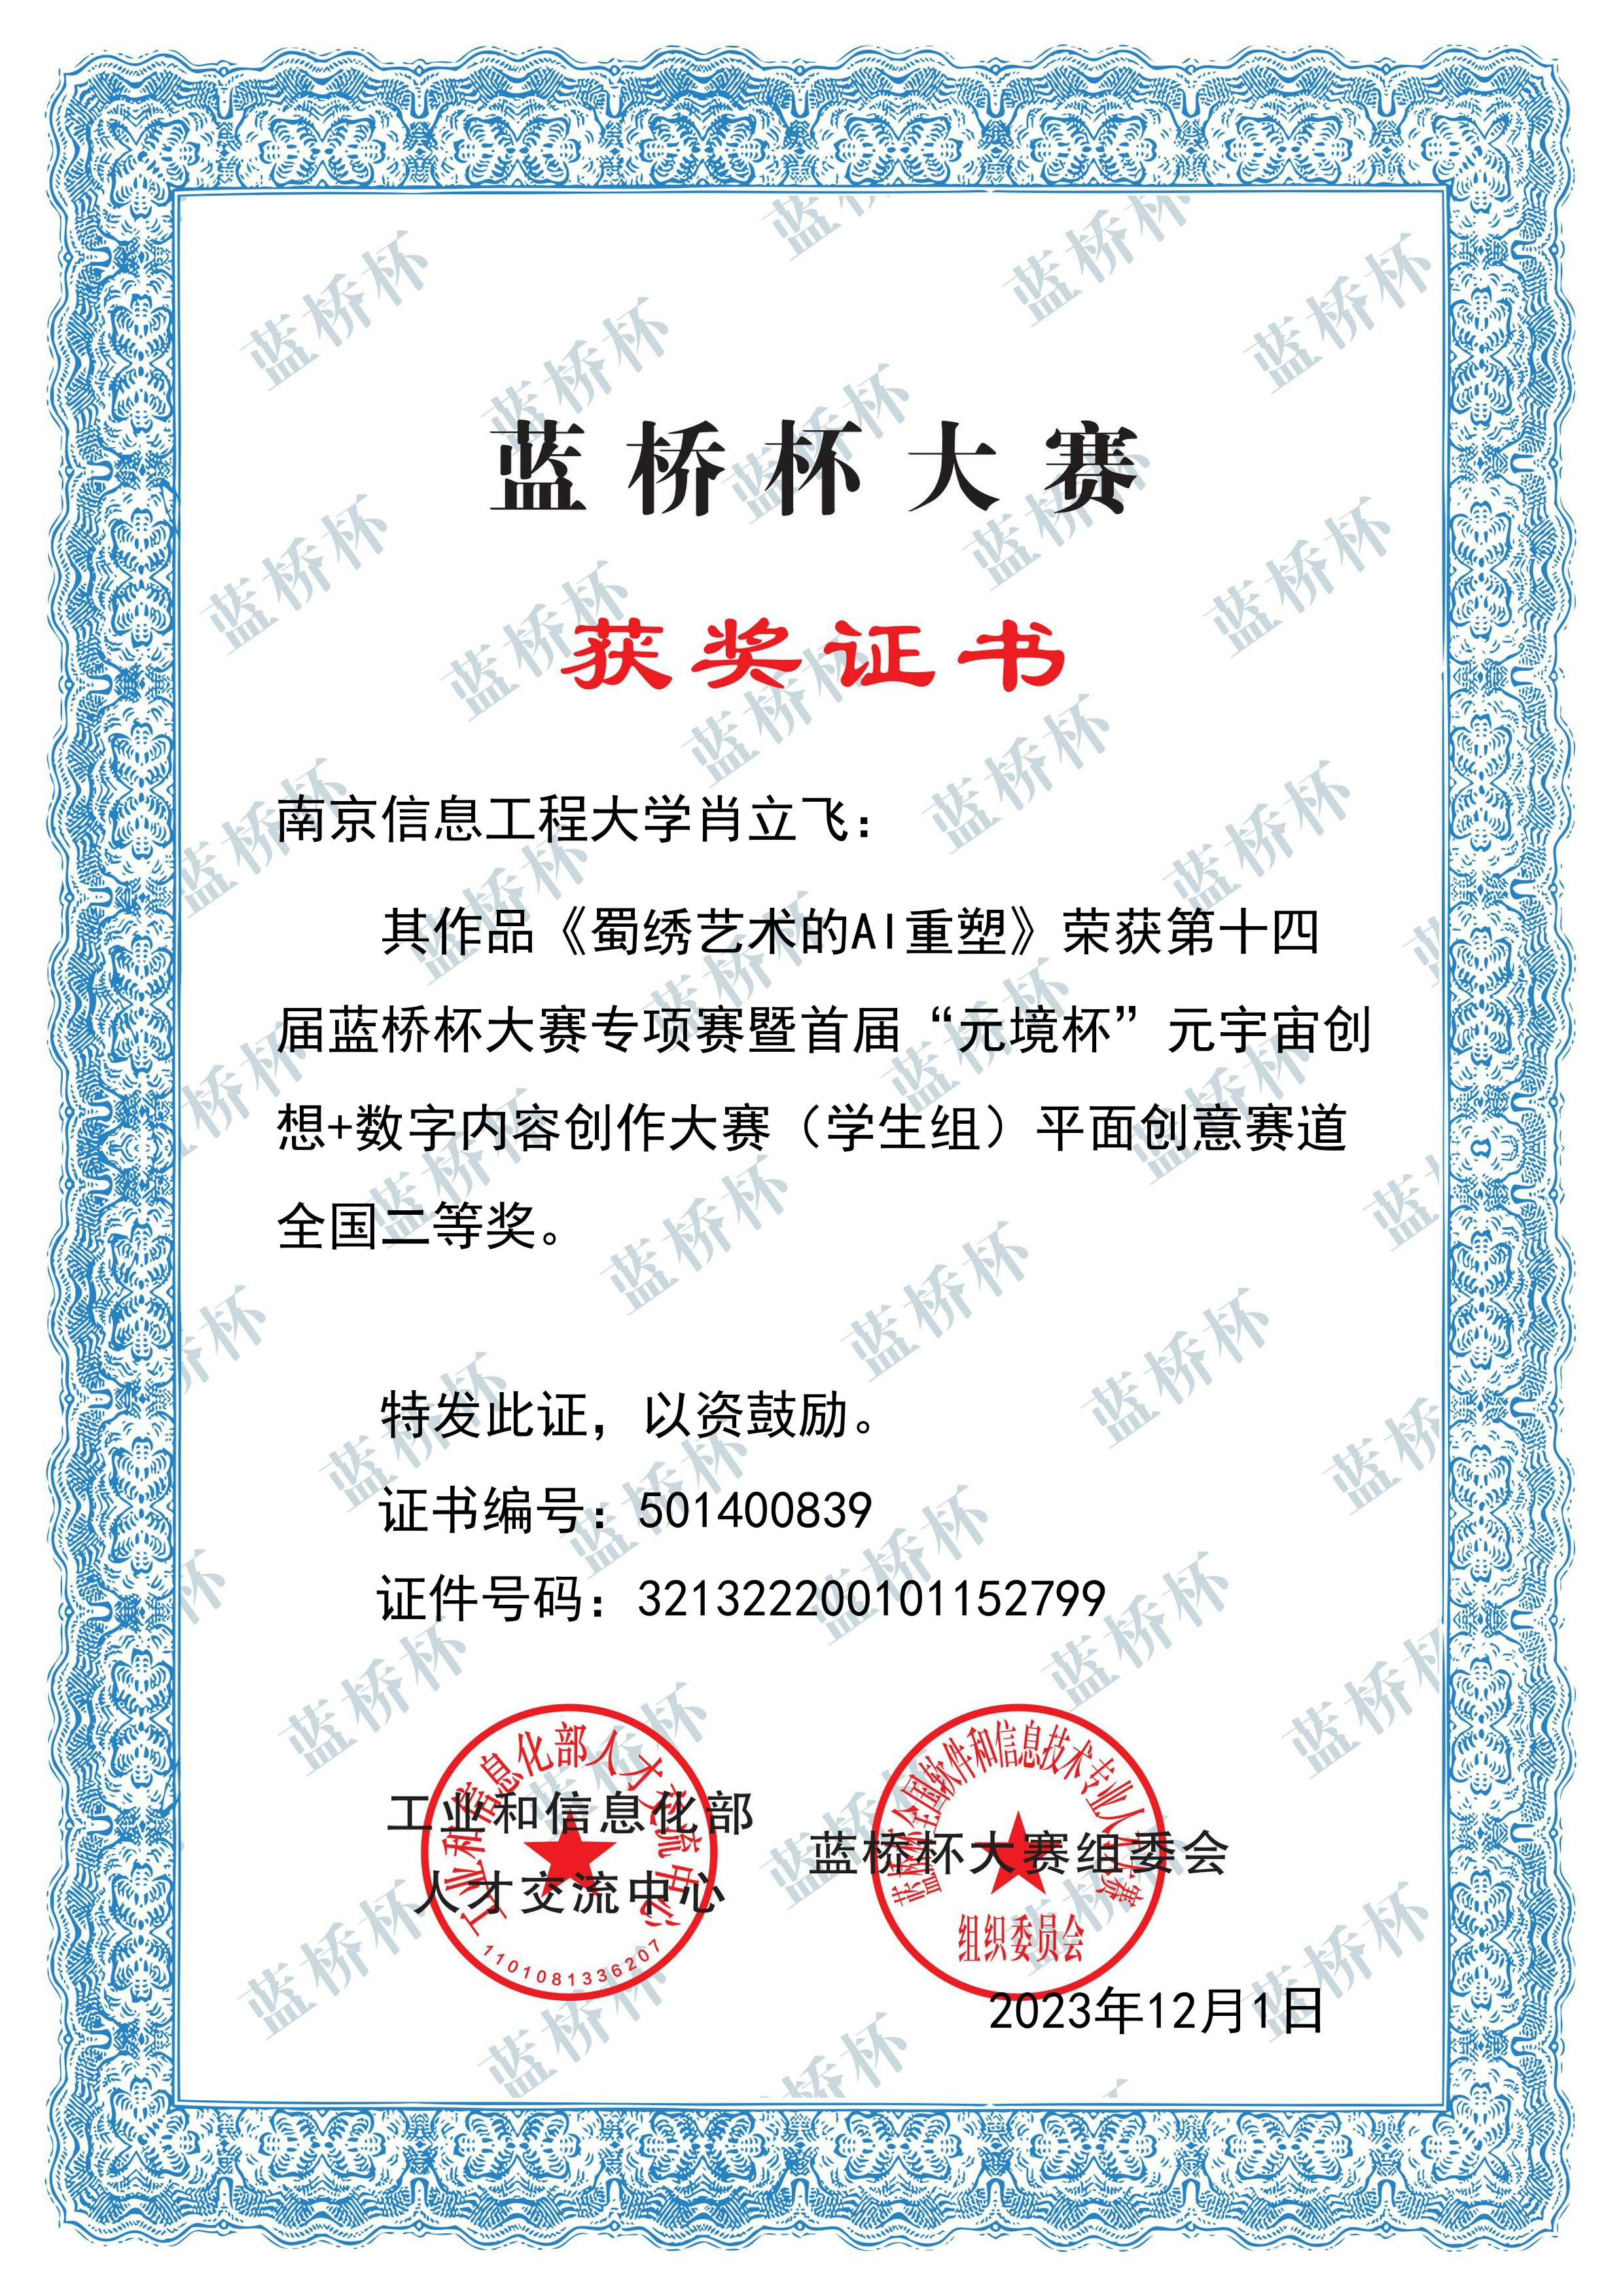 蓝桥杯大赛
获奖证书
南京信息工程大学肖立飞：
其作品《蜀绣艺术的AI重塑》荣获第十四
届蓝桥杯大赛专项赛暨首届“元境杯”元宇宙创
想+数字内容创作大赛（学生组）平面创意赛道
全国二等奖。
特发此证，以资鼓励。
证书编号：501400839
证件号码：321322200101152799
工业和信息化部人才交流中心
工业和信息化部
人才交流中心
1101081336207
蓝桥杯全国软件和信息技术专业人才大赛
蓝桥杯大赛组委会
组织委员会
2023年12月1日
蓝桥杯